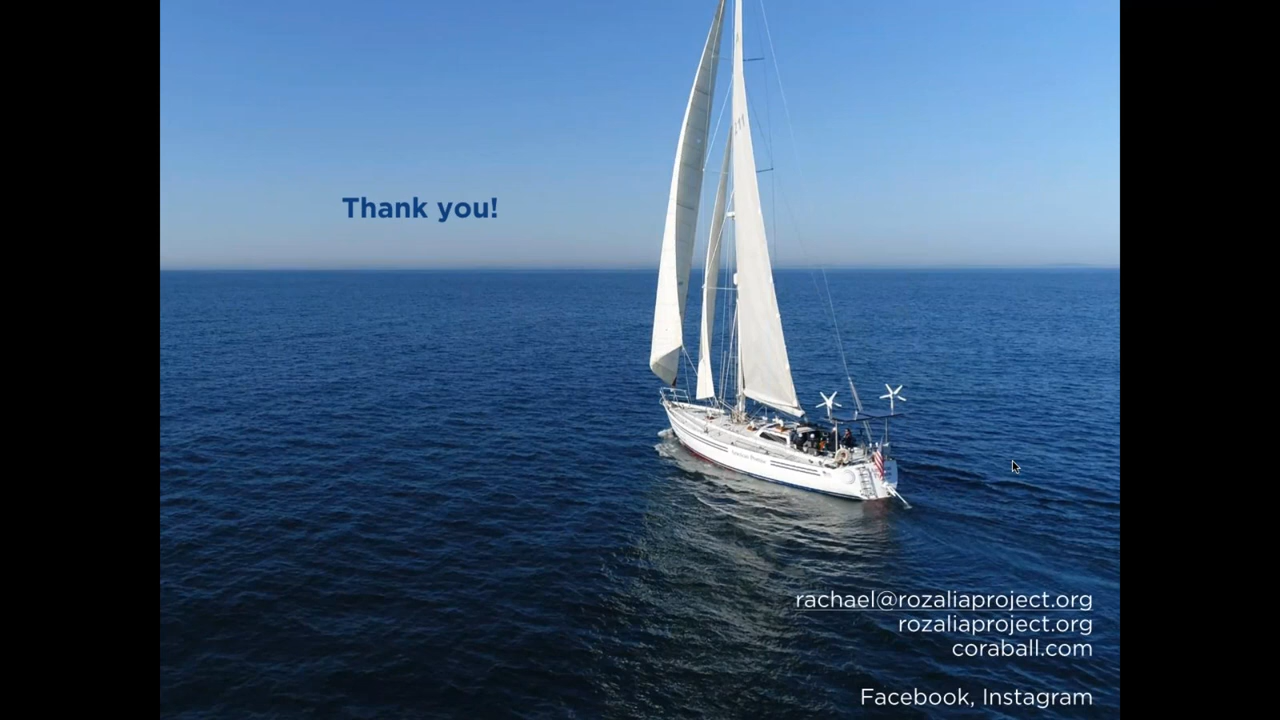 Thank you!
rachael@rozaliaproject.org
rozaliaproject.org
coraball.com
Facebook, Instagram